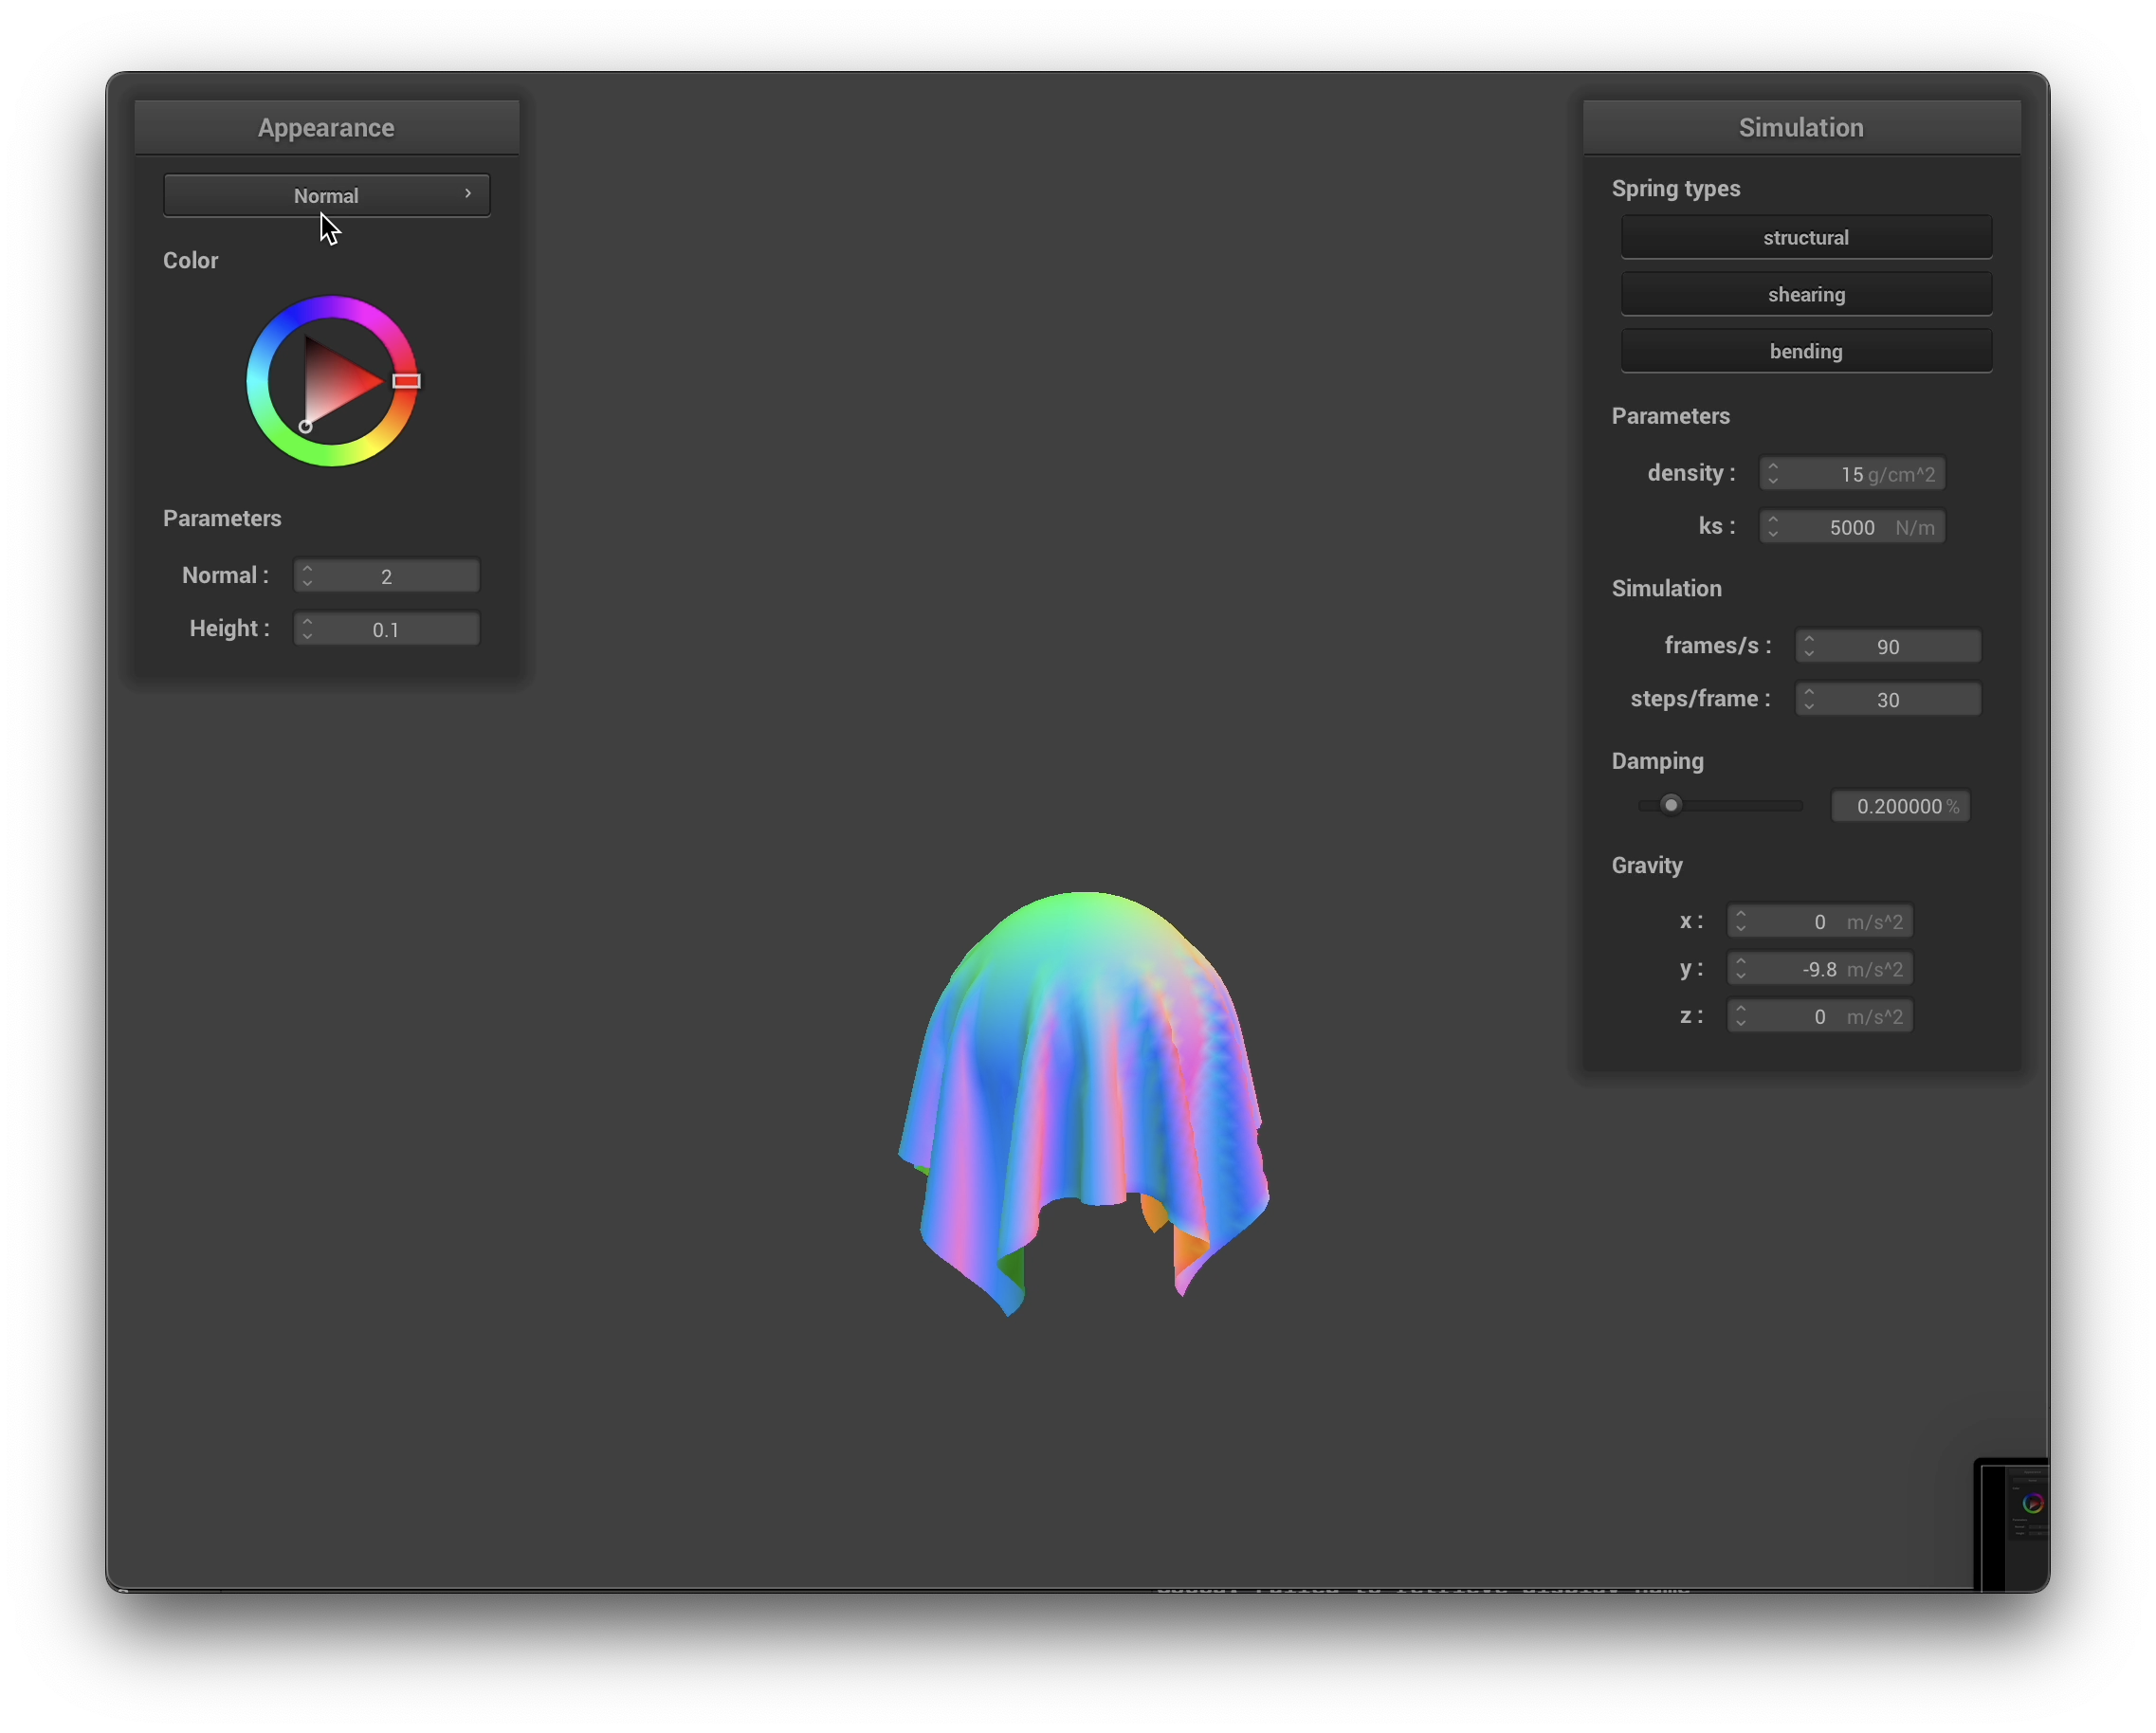 Appearance
Normal
Color
Parameters
Normal :
2
Height :
0.1
Simulation
Spring types
structural
shearing
bending
Parameters
density :
15 g/cm^2
ks :
5000 N/m
Simulation
frames/s :
90
steps/frame :
30
Damping
0.200000 %
Gravity
x :
0 m/s^2
y :
-9.8 m/s^2
z :
0 m/s^2